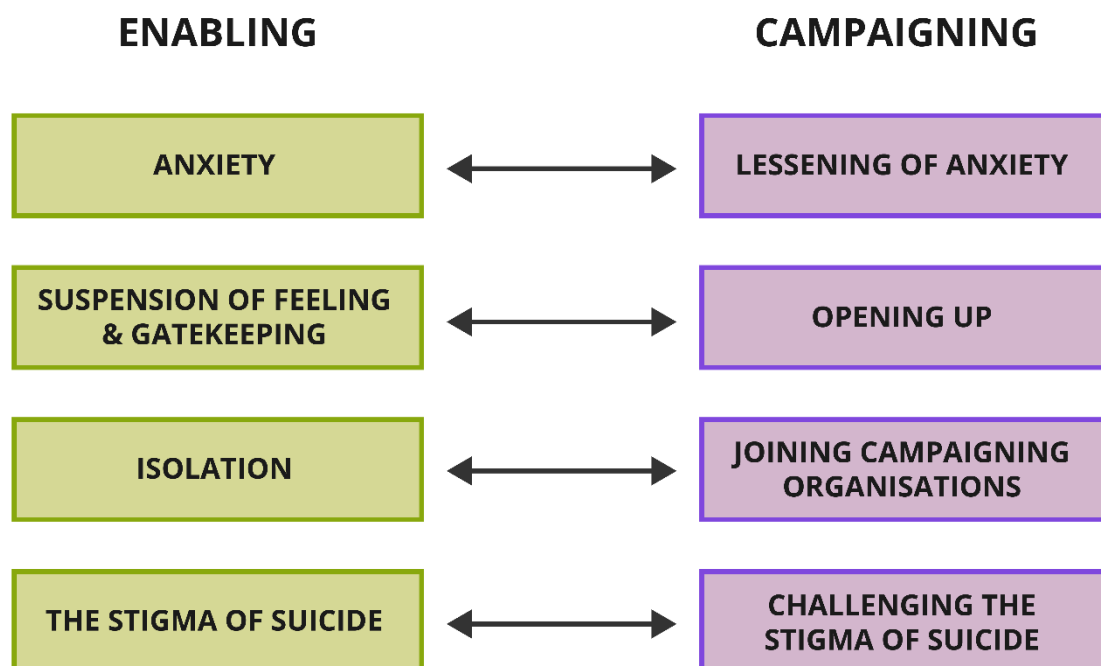 ENABLING
CAMPAIGNING
ANXIETY
LESSENING OF ANXIETY
SUSPENSION OF FEELING
& GATEKEEPING
OPENING UP
ISOLATION
JOINING CAMPAIGNING
ORGANISATIONS
THE STIGMA OF SUICIDE
CHALLENGING THE
STIGMA OF SUICIDE